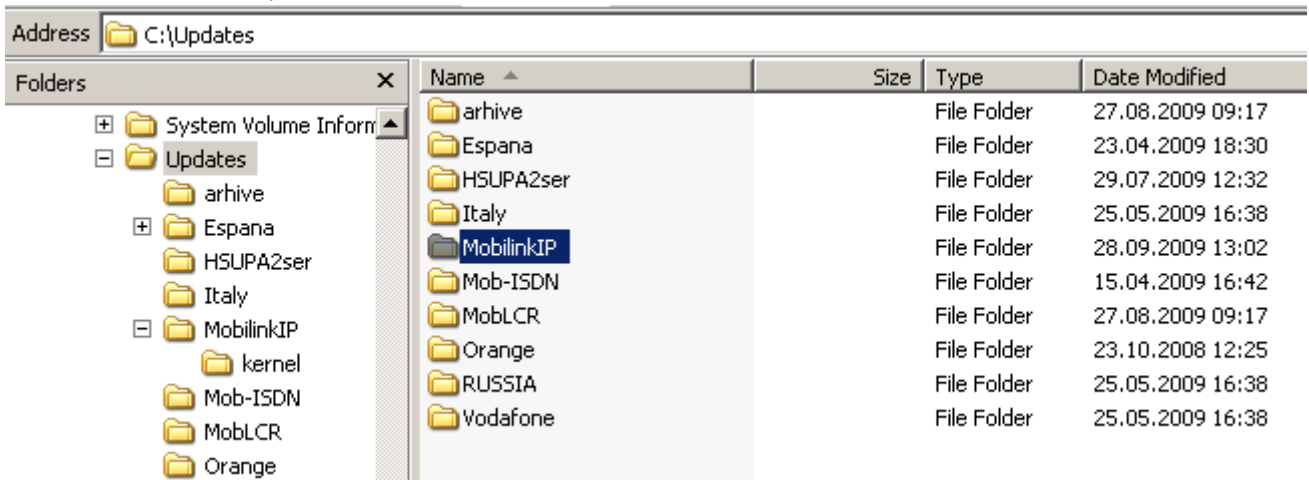 Address C:\Updates
Folders × Name Size Type Date Modified
System Volume Inform
Updates
arhive
Espana
HSUPA2ser
Italy
MobilinkIP
kernel
Mob-ISDN
MobLCR
Orange
arhive File Folder 27.08.2009 09:17
Espana File Folder 23.04.2009 18:30
HSUPA2ser File Folder 29.07.2009 12:32
Italy File Folder 25.05.2009 16:38
MobilinkIP File Folder 28.09.2009 13:02
Mob-ISDN File Folder 15.04.2009 16:42
MobLCR File Folder 27.08.2009 09:17
Orange File Folder 23.10.2008 12:25
RUSSIA File Folder 25.05.2009 16:38
Vodafone File Folder 25.05.2009 16:38